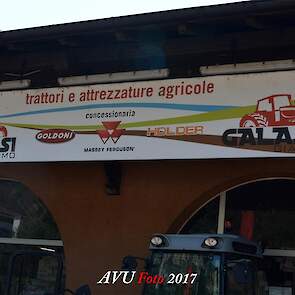 trattori e attrezzature agricole
concessionaria
GOLDONI
MASSEY FERGUSON
HOLDER
AVU Foto 2017